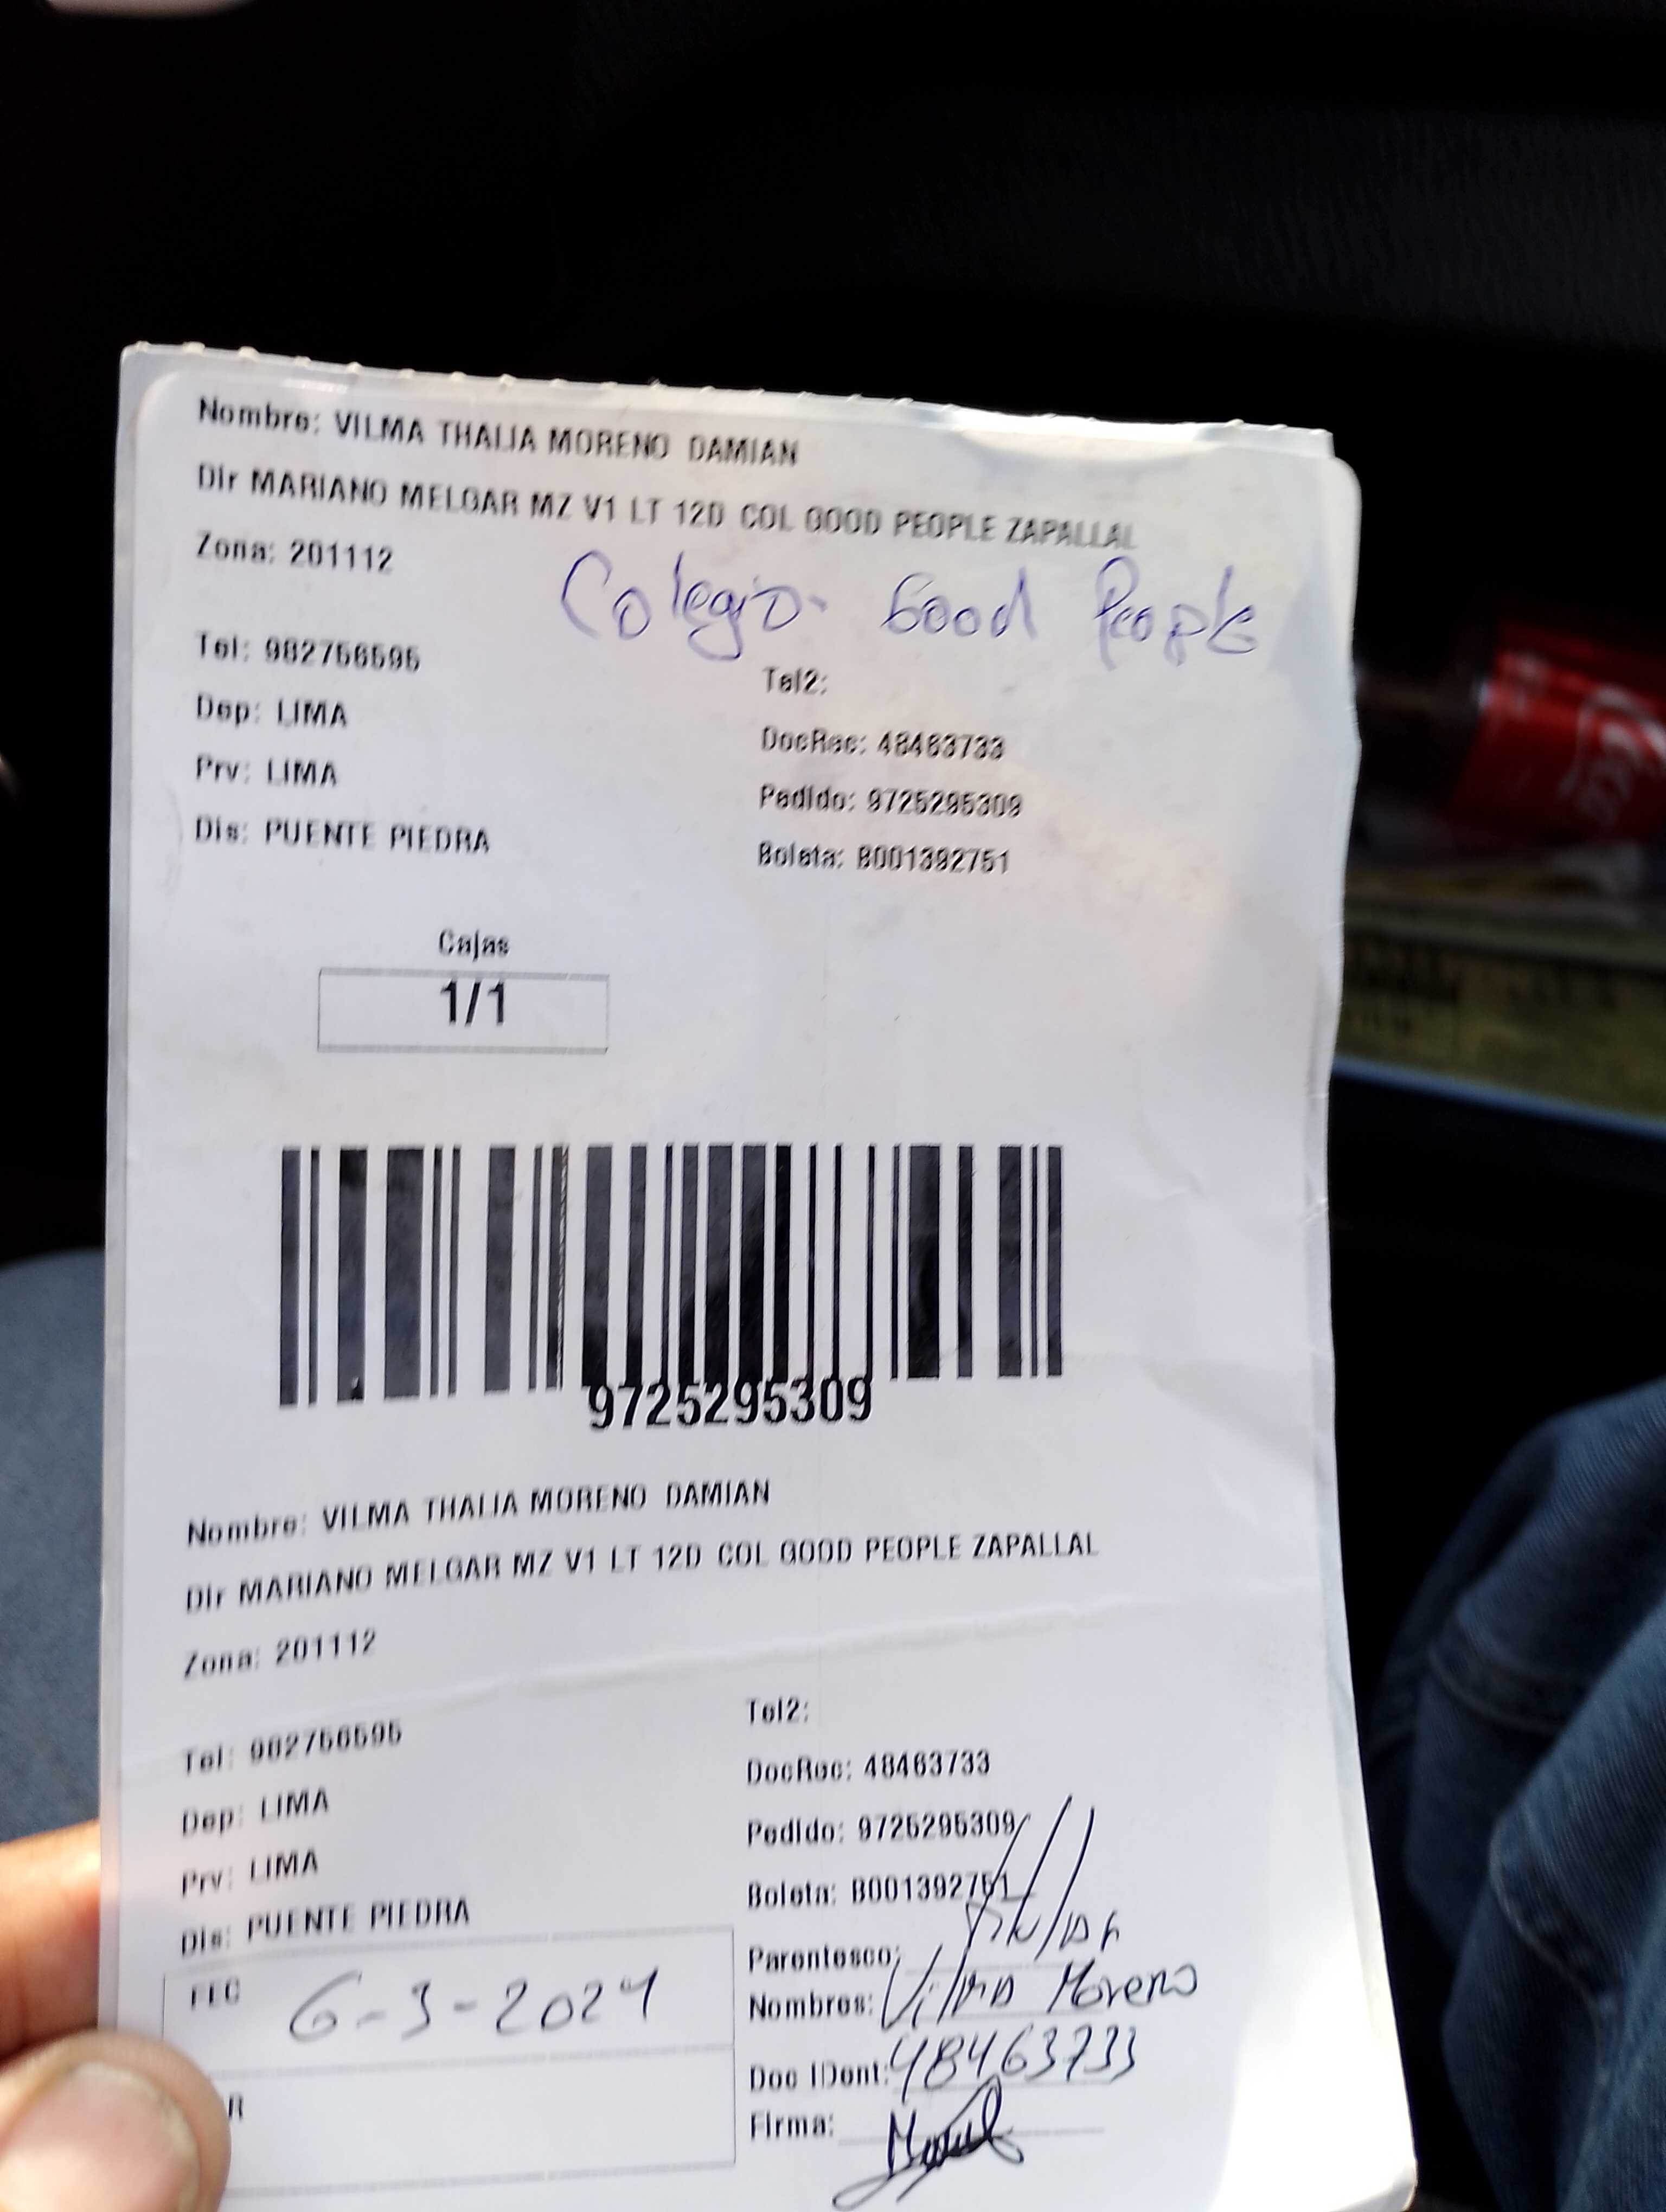 Nombre: VILMA THALIA MORENO DAMIAN
Dir MARIANO MELGAR MZ V1 LT 12D COL GOOD PEOPLE ZAPALLAL
Zona: 201112
Colegio- Good People
Tel: 982756595
Tel2:
Dep: LIMA
DocRec: 48463733
Prv: LIMA
Pedido: 9725295309
Dis: PUENTE PIEDRA
Boleta: B001392751
Cajas
1/1
9725295309
Nombre: VILMA THALIA MORENO DAMIAN
Dir MARIANO MELGAR MZ V1 LT 12D COL GOOD PEOPLE ZAPALLAL
Zona: 201112
Tel2:
Tel: 982756595
DocRec: 48463733
Dep: LIMA
Pedido: 9725295309
Prv: LIMA
Boleta: B001392751
Dis: PUENTE PIEDRA
Parentesco:
FEC 6-3-2024
Nombres: Vilma Moreno
Doc IDent: 48463733
Firma: